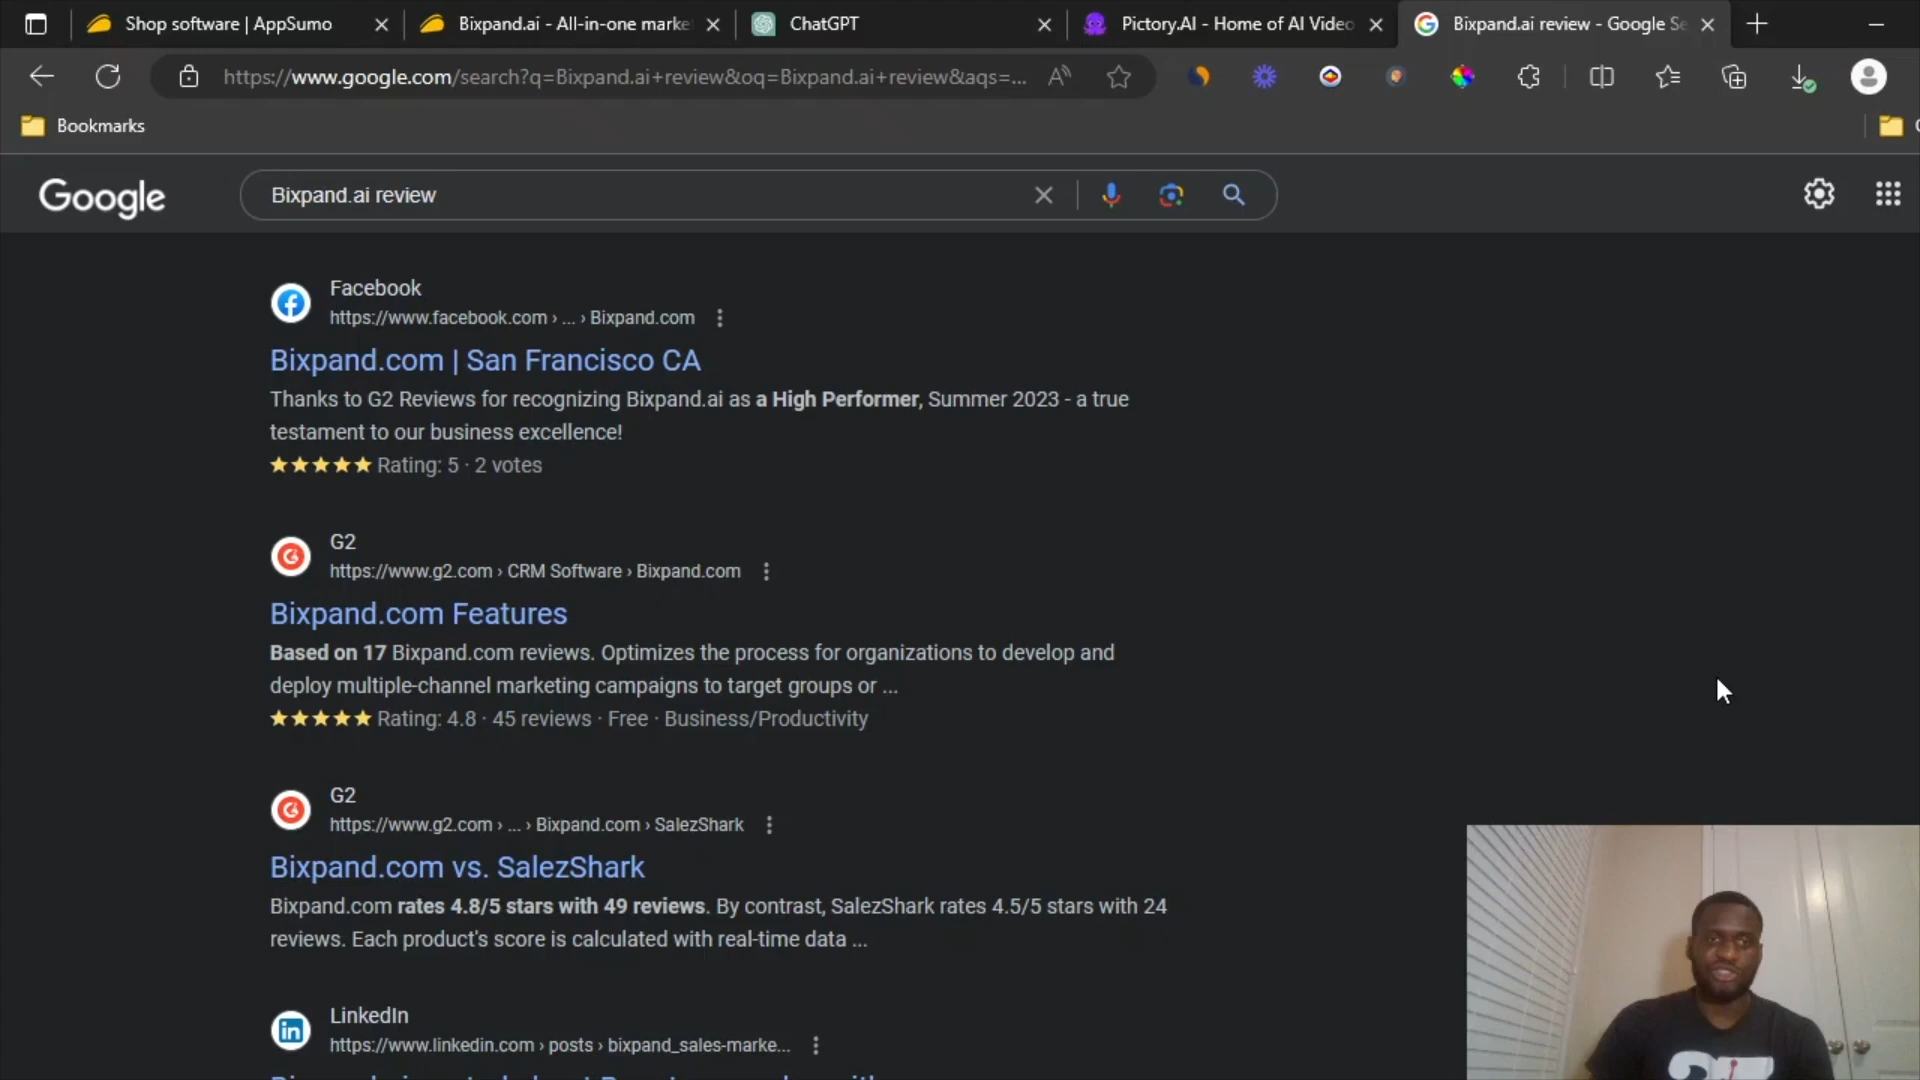 Shop software | AppSumo
Bixpand.ai - All-in-one marke
ChatGPT
Pictory.AI - Home of AI Video
Bixpand.ai review - Google Se
https://www.google.com/search?q=Bixpand.ai+review&oq=Bixpand.ai+review&aqs=...
Bookmarks
Google
Bixpand.ai review
Facebook
https://www.facebook.com › ... › Bixpand.com
Bixpand.com | San Francisco CA
Thanks to G2 Reviews for recognizing Bixpand.ai as a High Performer, Summer 2023 - a true
testament to our business excellence!
Rating: 5 · 2 votes
G2
https://www.g2.com › CRM Software › Bixpand.com
Bixpand.com Features
Based on 17 Bixpand.com reviews. Optimizes the process for organizations to develop and
deploy multiple-channel marketing campaigns to target groups or ...
Rating: 4.8 · 45 reviews · Free · Business/Productivity
G2
https://www.g2.com › ... › Bixpand.com › SalezShark
Bixpand.com vs. SalezShark
Bixpand.com rates 4.8/5 stars with 49 reviews. By contrast, SalezShark rates 4.5/5 stars with 24
reviews. Each product's score is calculated with real-time data ...
LinkedIn
https://www.linkedin.com › posts › bixpand_sales-marke...